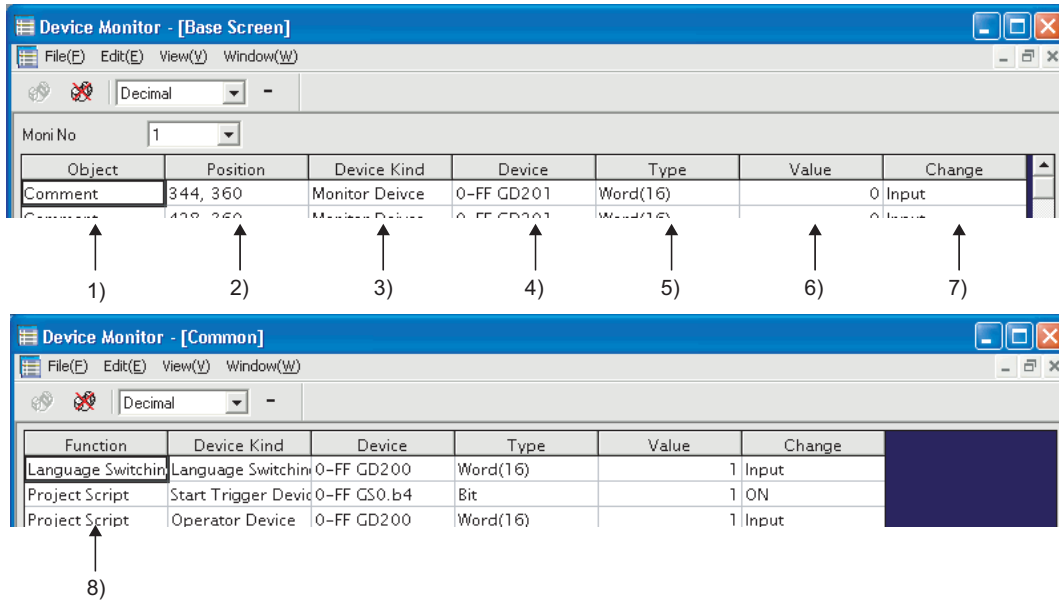 Device Monitor - [Base Screen]
File(F) Edit(E) View(V) Window(W)
Decimal
Moni No 1
Object Position Device Kind Device Type Value Change
Comment 344, 360 Monitor Deivce 0-FF GD201 Word(16) 0 Input
1) 2) 3) 4) 5) 6) 7)
Device Monitor - [Common]
File(F) Edit(E) View(V) Window(W)
Decimal
Function Device Kind Device Type Value Change
Language Switchin Language Switchin 0-FF GD200 Word(16) 1 Input
Project Script Start Trigger Devic 0-FF GS0.b4 Bit 1 ON
Project Script Operator Device 0-FF GD200 Word(16) 1 Input
8)